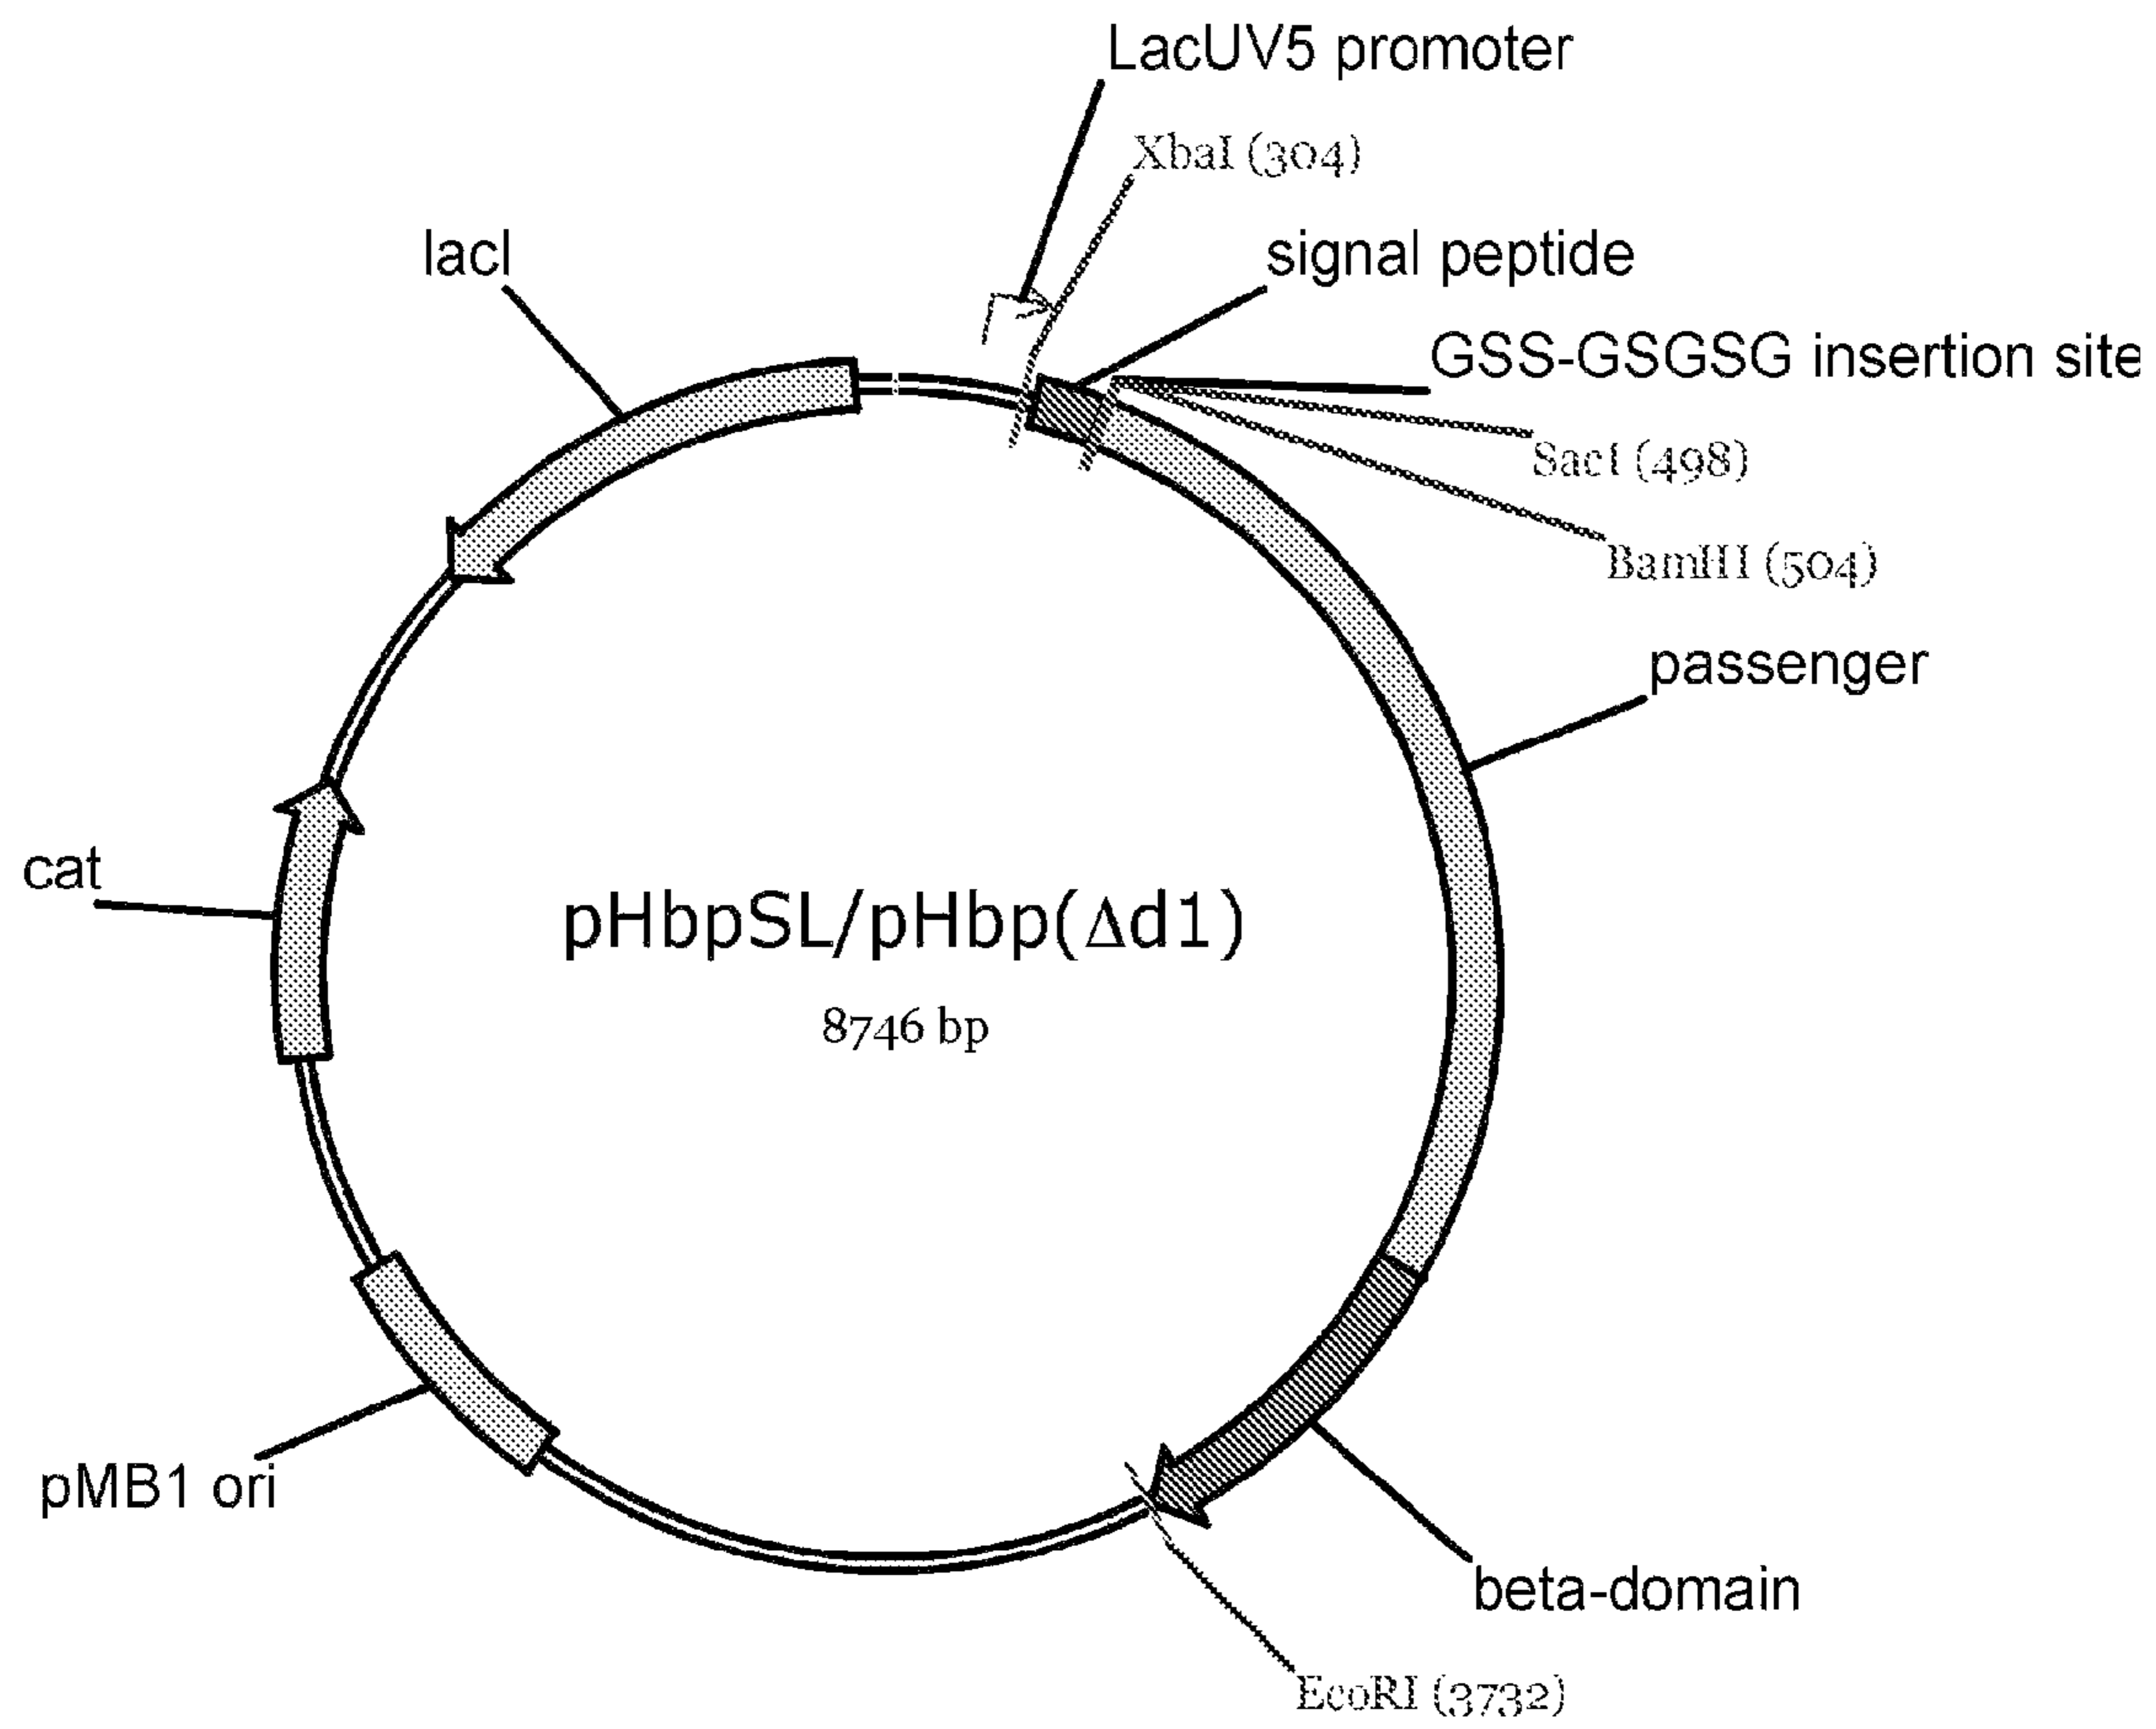 LacUV5 promoter
XbaI (304)
lacI
signal peptide
GSS-GSGSG insertion site
SacI (498)
BamHI (504)
passenger
cat
pHbpSL/pHbp(Δd1)
8746 bp
pMB1 ori
beta-domain
EcoRI (3732)